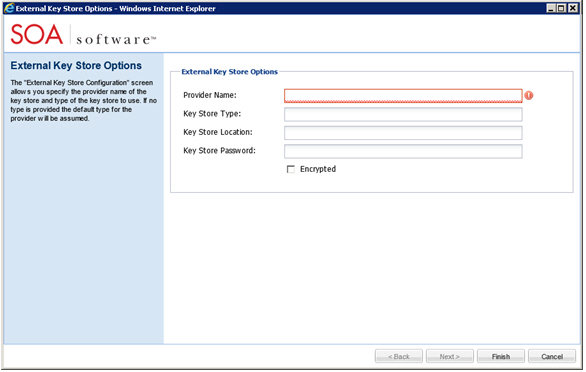 External Key Store Options - Windows Internet Explorer
SOA software™
External Key Store Options
The "External Key Store Configuration" screen
allows you specify the provider name of the
key store and type of the key store to use. If no
type is provided the default type for the
provider will be assumed.
External Key Store Options
Provider Name:
Key Store Type:
Key Store Location:
Key Store Password:
Encrypted
< Back Next > Finish Cancel